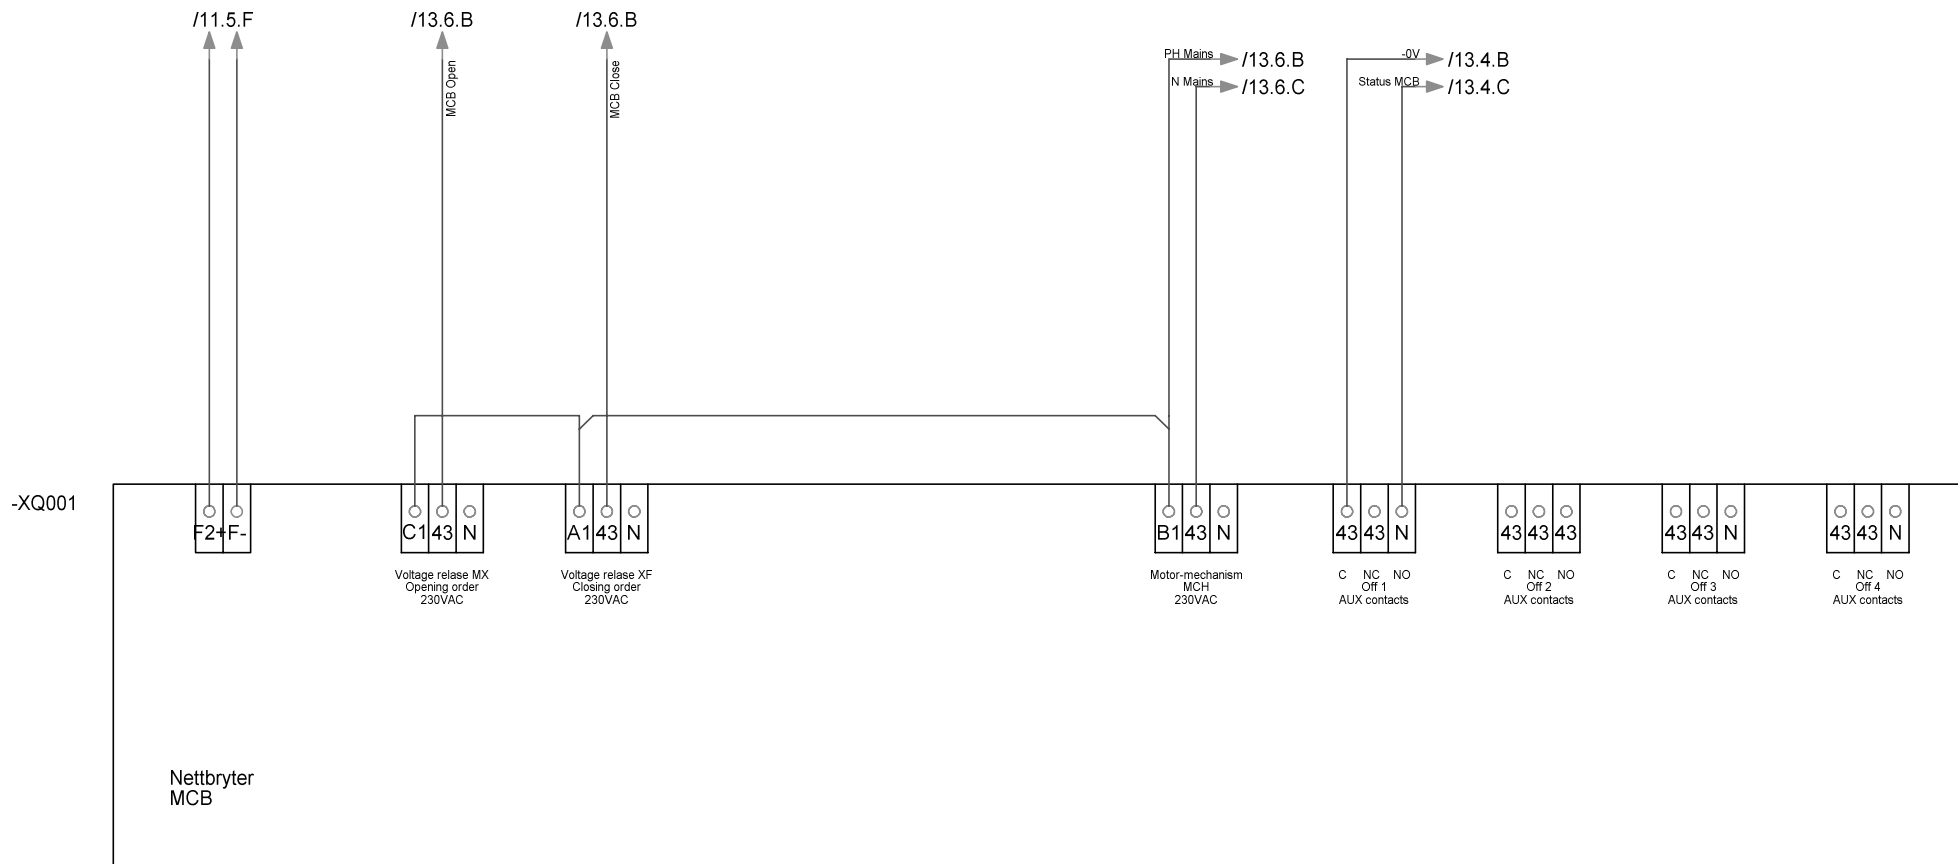 /11.5.F
/13.6.B
/13.6.B
MCB Open
MCB Close
PH Mains
/13.6.B
N Mains
/13.6.C
-0V
/13.4.B
Status MCB
/13.4.C
-XQ001
F2+ F-
C1 43 N
A1 43 N
B1 43 N
43 43 N
43 43 43
43 43 N
43 43 N
Voltage relase MX
Opening order
230VAC
Voltage relase XF
Closing order
230VAC
Motor-mechanism
MCH
230VAC
C NC NO
Off 1
AUX contacts
C NC NO
Off 2
AUX contacts
C NC NO
Off 3
AUX contacts
C NC NO
Off 4
AUX contacts
Nettbryter
MCB